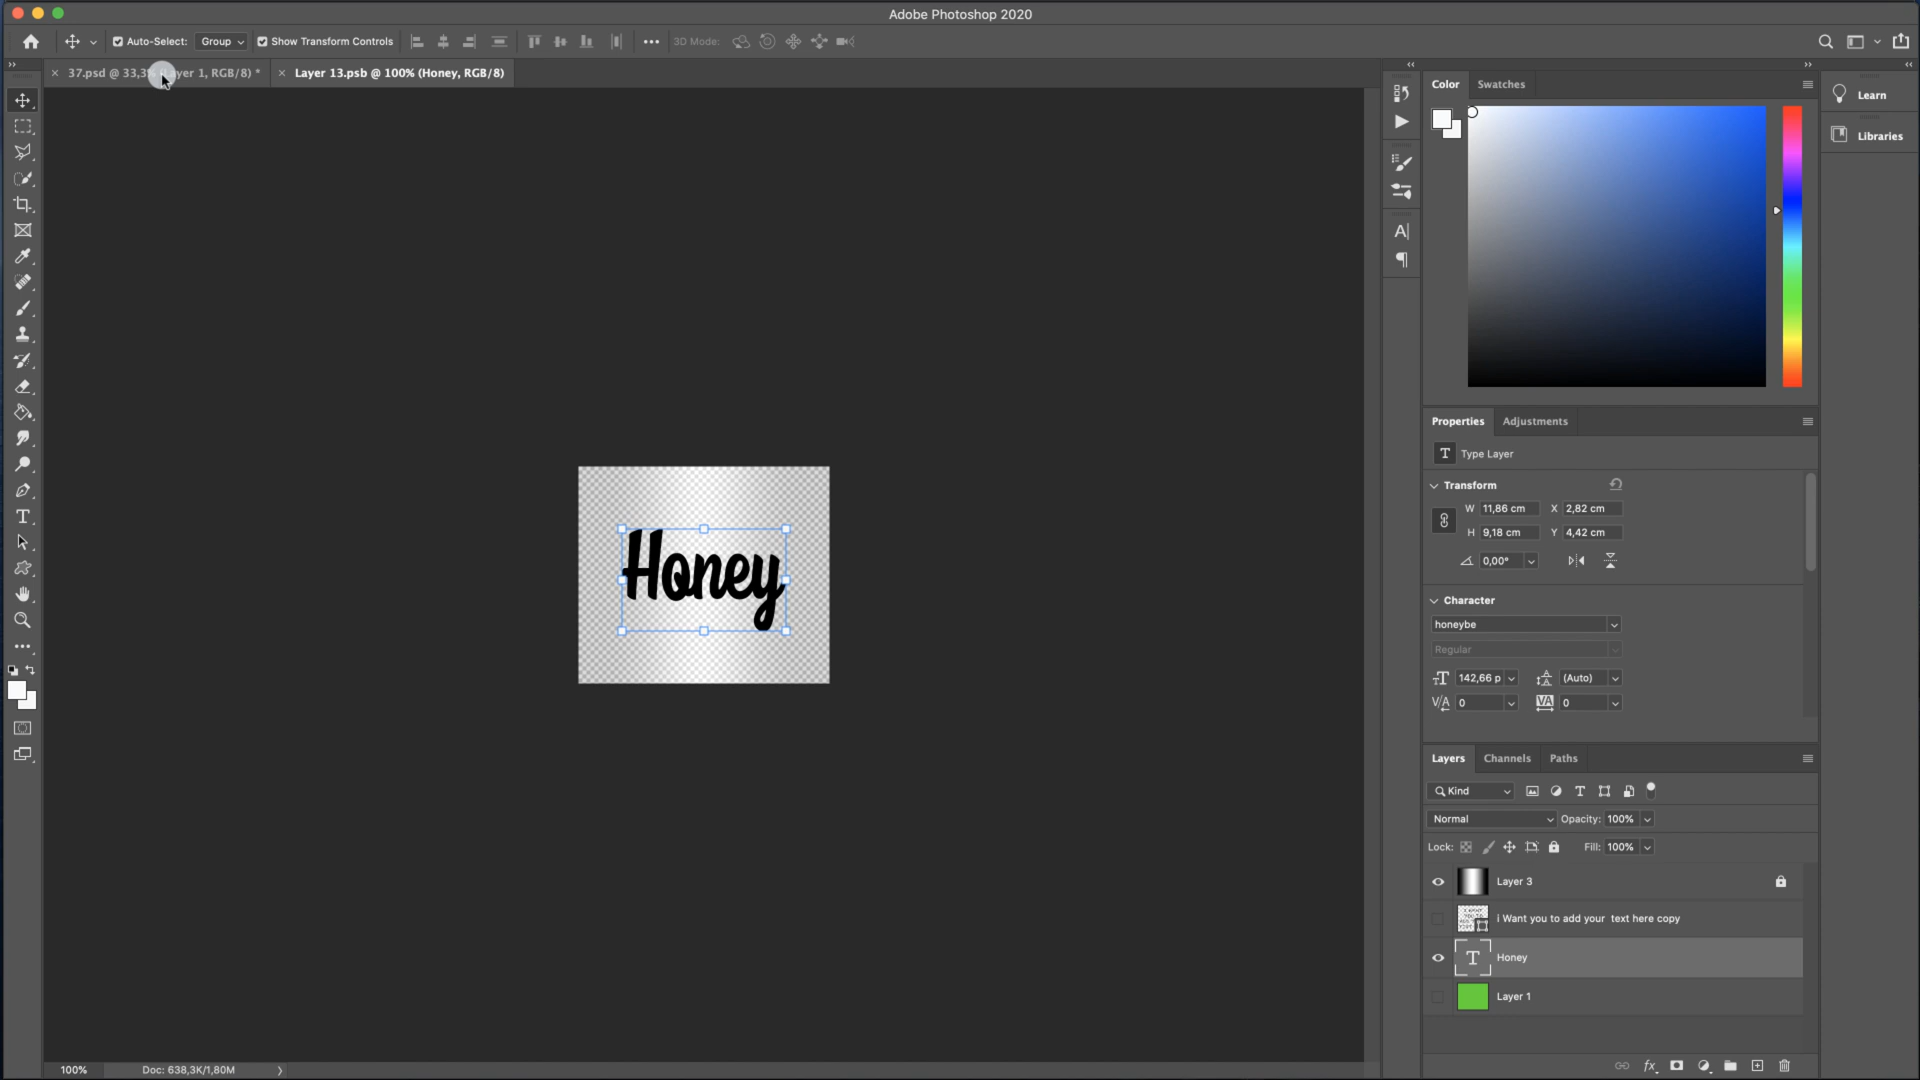 Adobe Photoshop 2020
Auto-Select: Group Show Transform Controls 3D Mode:
37.psd @ 33,3% (Layer 1, RGB/8) * Layer 13.psb @ 100% (Honey, RGB/8)
Color Swatches
Learn
Libraries
Honey
Properties Adjustments
Type Layer
Transform
W 11,86 cm X 2,82 cm
H 9,18 cm Y 4,42 cm
0,00°
Character
honeybe
Regular
142,66 p (Auto)
0 0
Layers Channels Paths
Kind
Normal Opacity: 100%
Lock: Fill: 100%
Layer 3
i Want you to add your text here copy
Honey
Layer 1
100% Doc: 638,3K/1,80M